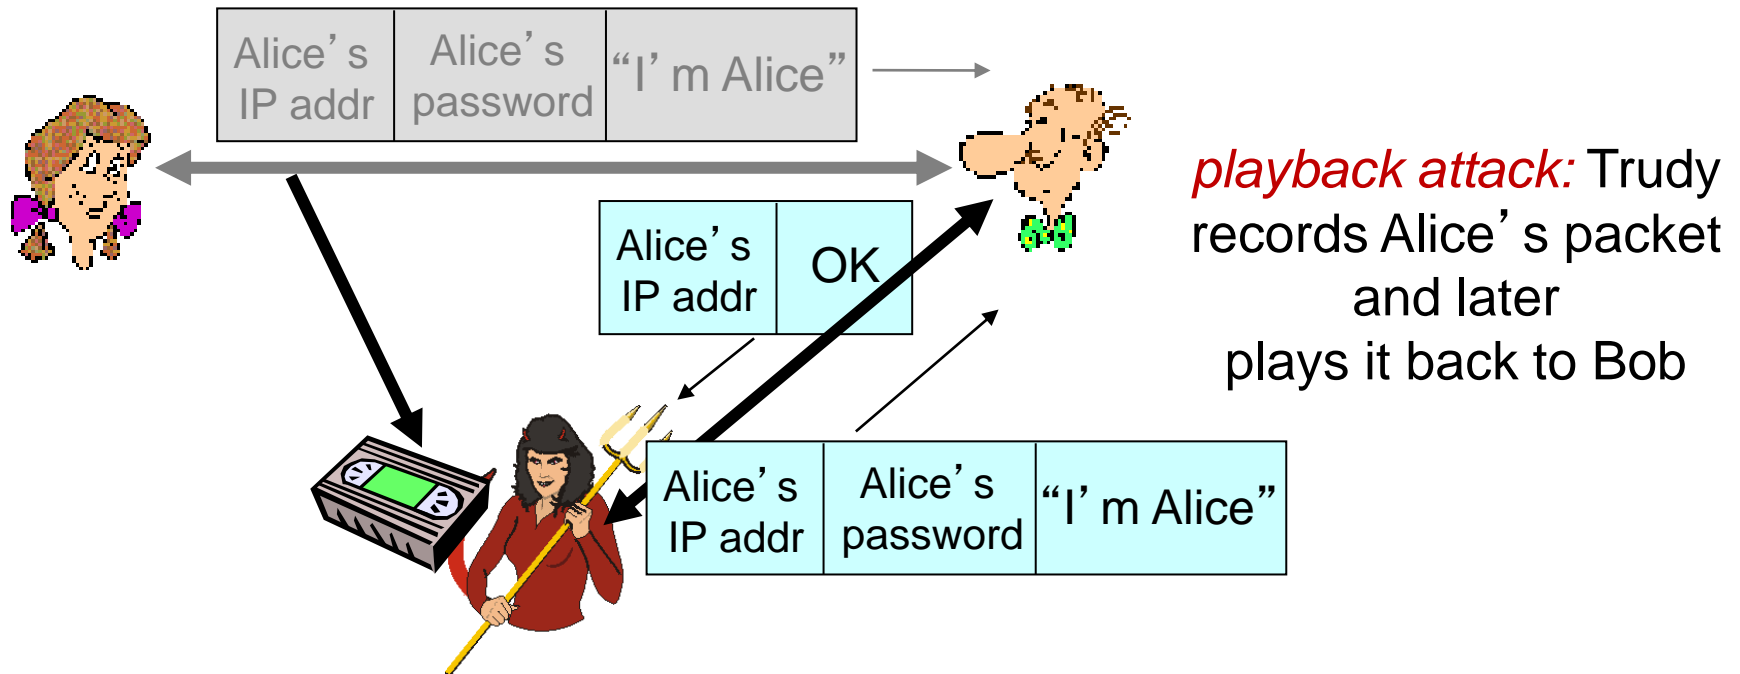 Alice’s
IP addr
Alice’s
password
“I’m Alice”
Alice’s
IP addr
OK
playback attack: Trudy
records Alice’s packet
and later
plays it back to Bob
Alice’s
IP addr
Alice’s
password
“I’m Alice”